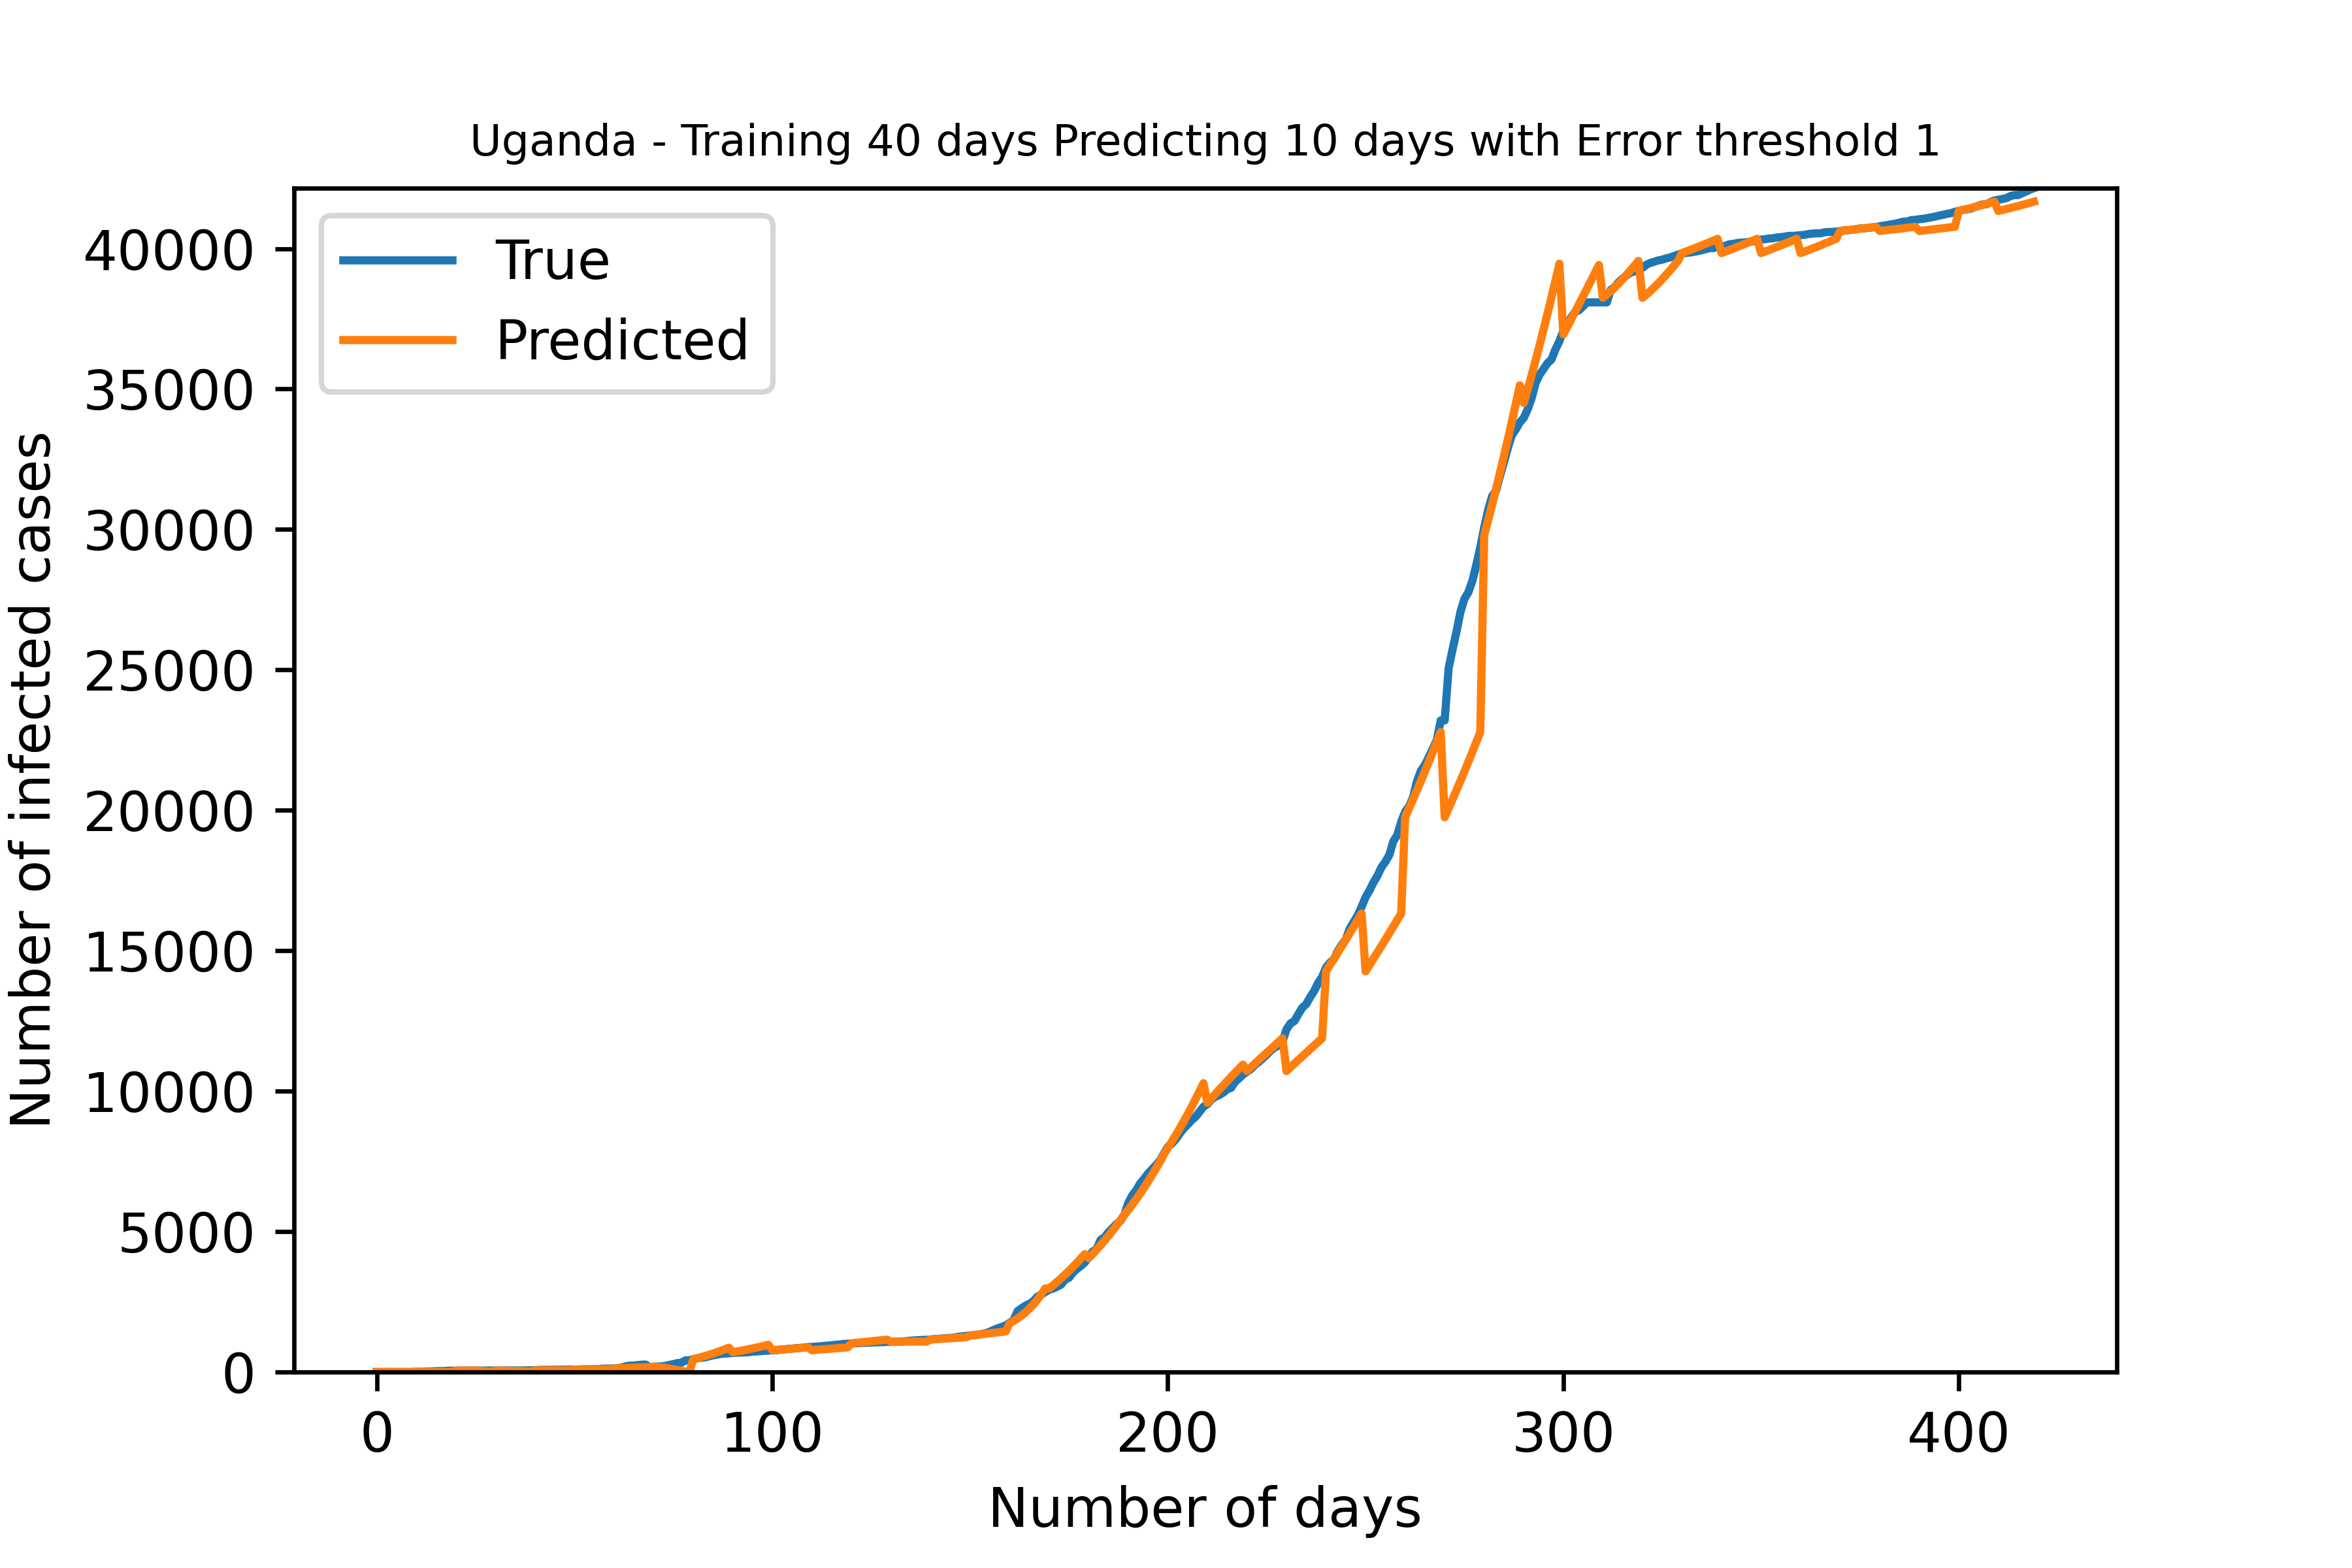 Uganda - Training 40 days Predicting 10 days with Error threshold 1
True
Predicted
Number of infected cases
40000
35000
30000
25000
20000
15000
10000
5000
0
0 100 200 300 400
Number of days